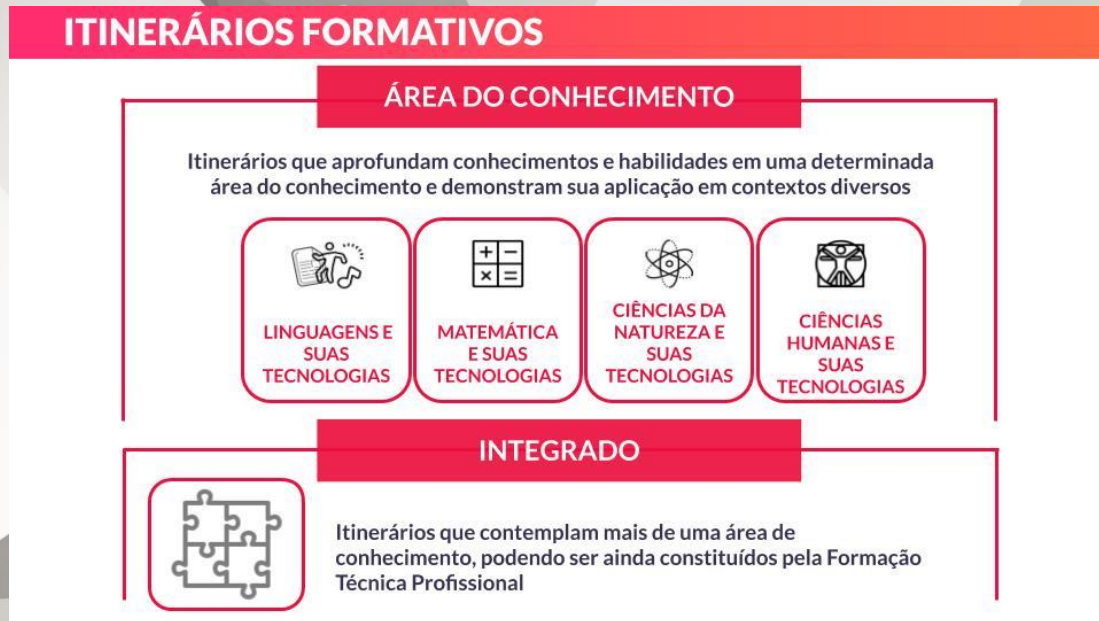 ITINERÁRIOS FORMATIVOS
ÁREA DO CONHECIMENTO
Itinerários que aprofundam conhecimentos e habilidades em uma determinada
área do conhecimento e demonstram sua aplicação em contextos diversos
LINGUAGENS E
SUAS
TECNOLOGIAS
MATEMÁTICA
E SUAS
TECNOLOGIAS
CIÊNCIAS DA
NATUREZA E
SUAS
TECNOLOGIAS
CIÊNCIAS
HUMANAS E
SUAS
TECNOLOGIAS
INTEGRADO
Itinerários que contemplam mais de uma área de
conhecimento, podendo ser ainda constituídos pela Formação
Técnica Profissional